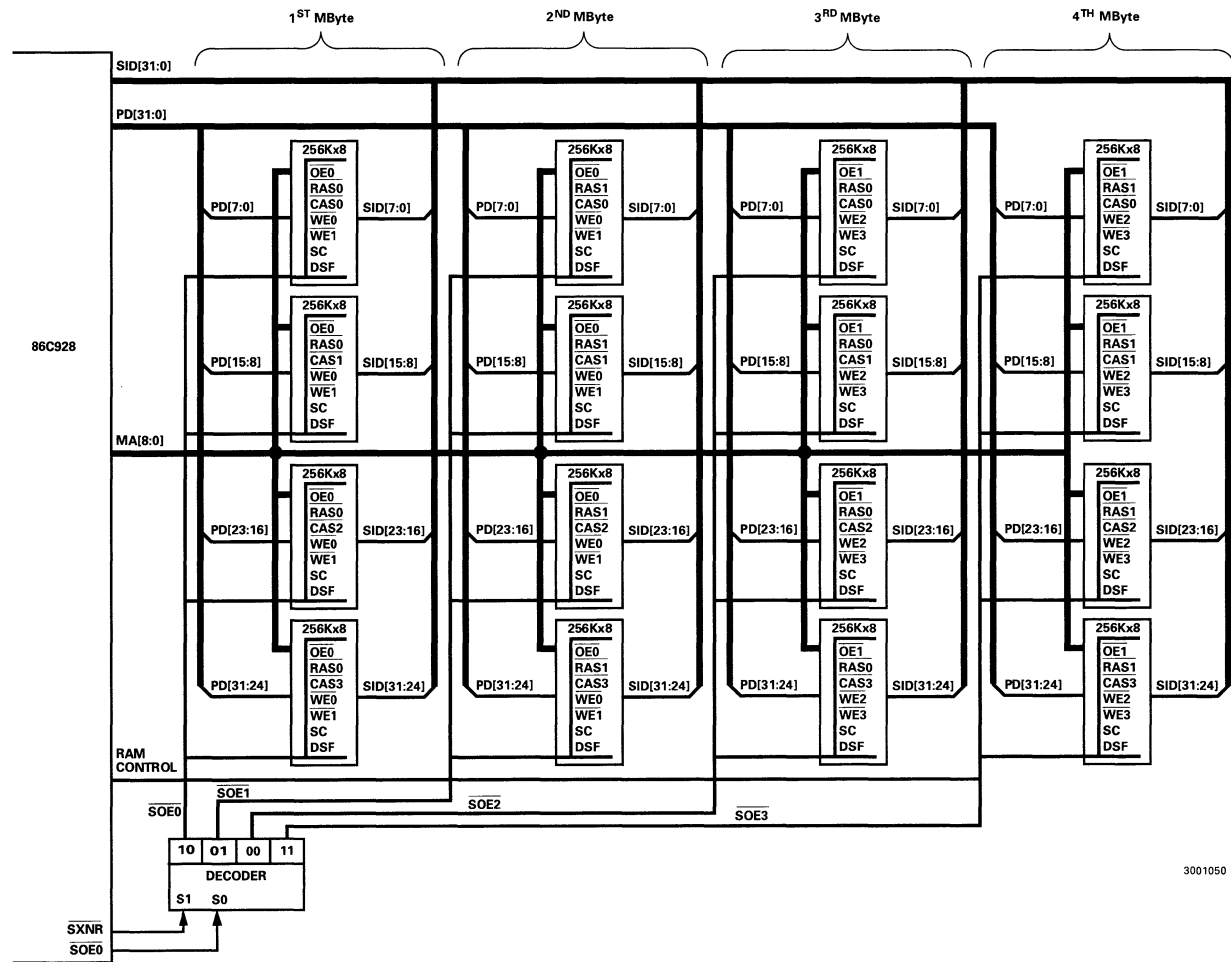 1ST MByte
2ND MByte
3RD MByte
4TH MByte
SID[31:0]
PD[31:0]
86C928
MA[8:0]
RAM
CONTROL
256Kx8
OE0
RAS0
CAS0
WE0
WE1
SC
DSF
PD[7:0]
SID[7:0]
256Kx8
OE0
RAS1
CAS0
WE0
WE1
SC
DSF
PD[7:0]
SID[7:0]
256Kx8
OE1
RAS0
CAS0
WE2
WE3
SC
DSF
PD[7:0]
SID[7:0]
256Kx8
OE1
RAS1
CAS0
WE2
WE3
SC
DSF
PD[7:0]
SID[7:0]
256Kx8
OE0
RAS0
CAS1
WE0
WE1
SC
DSF
PD[15:8]
SID[15:8]
256Kx8
OE0
RAS1
CAS1
WE0
WE1
SC
DSF
PD[15:8]
SID[15:8]
256Kx8
OE1
RAS0
CAS1
WE2
WE3
SC
DSF
PD[15:8]
SID[15:8]
256Kx8
OE1
RAS1
CAS1
WE2
WE3
SC
DSF
PD[15:8]
SID[15:8]
256Kx8
OE0
RAS0
CAS2
WE0
WE1
SC
DSF
PD[23:16]
SID[23:16]
256Kx8
OE0
RAS1
CAS2
WE0
WE1
SC
DSF
PD[23:16]
SID[23:16]
256Kx8
OE1
RAS0
CAS2
WE2
WE3
SC
DSF
PD[23:16]
SID[23:16]
256Kx8
OE1
RAS1
CAS2
WE2
WE3
SC
DSF
PD[23:16]
SID[23:16]
256Kx8
OE0
RAS0
CAS3
WE0
WE1
SC
DSF
PD[31:24]
SID[31:24]
256Kx8
OE0
RAS1
CAS3
WE0
WE1
SC
DSF
PD[31:24]
SID[31:24]
256Kx8
OE1
RAS0
CAS3
WE2
WE3
SC
DSF
PD[31:24]
SID[31:24]
256Kx8
OE1
RAS1
CAS3
WE2
WE3
SC
DSF
PD[31:24]
SID[31:24]
SOE0
SOE1
SOE2
SOE3
10 01 00 11
DECODER
S1 S0
SXNR
SOE0
3001050